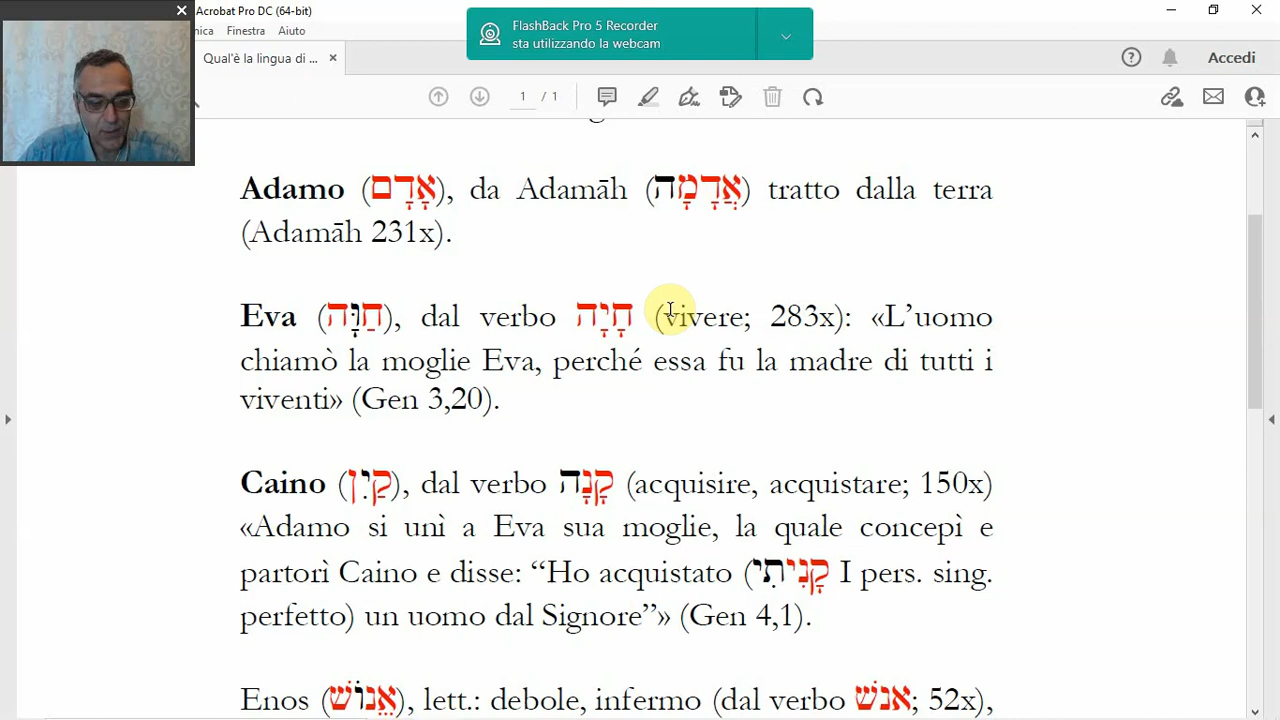 Acrobat Pro DC (64-bit)
Finestra Aiuto
FlashBack Pro 5 Recorder
sta utilizzando la webcam
Qual'è la lingua di ...
Accedi
1 / 1
Adamo (אָדָם), da Adamāh (אֲדָמָה) tratto dalla terra
(Adamāh 231x).
Eva (חַוָּה), dal verbo חָיָה (vivere; 283x): «L’uomo
chiamò la moglie Eva, perché essa fu la madre di tutti i
viventi» (Gen 3,20).
Caino (קַיִן), dal verbo קָנָה (acquisire, acquistare; 150x)
«Adamo si unì a Eva sua moglie, la quale concepì e
partorì Caino e disse: “Ho acquistato (קָנִיתִי I pers. sing.
perfetto) un uomo dal Signore”» (Gen 4,1).
Enos (אֱנוֹשׁ), lett.: debole, infermo (dal verbo אנשׁ; 52x),